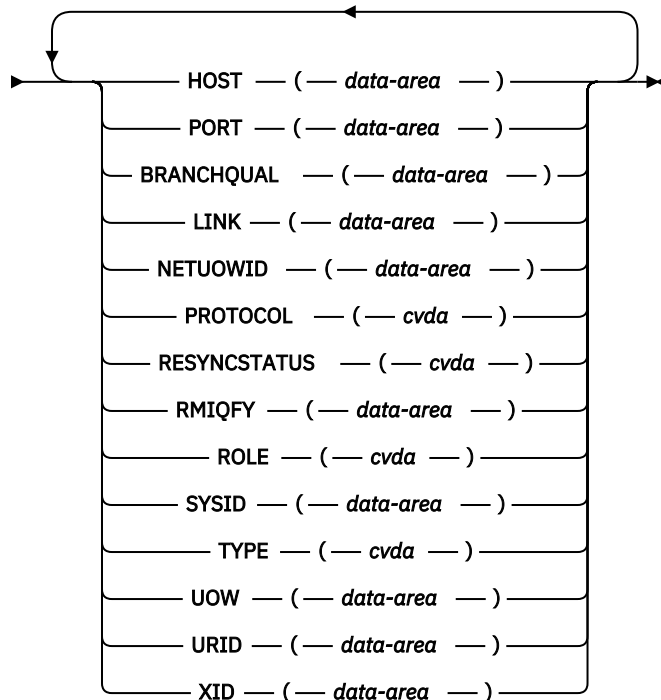 HOST ( data-area )
PORT ( data-area )
BRANCHQUAL ( data-area )
LINK ( data-area )
NETUOWID ( data-area )
PROTOCOL ( cvda )
RESYNCSTATUS ( cvda )
RMIQFY ( data-area )
ROLE ( cvda )
SYSID ( data-area )
TYPE ( cvda )
UOW ( data-area )
URID ( data-area )
XID ( data-area )